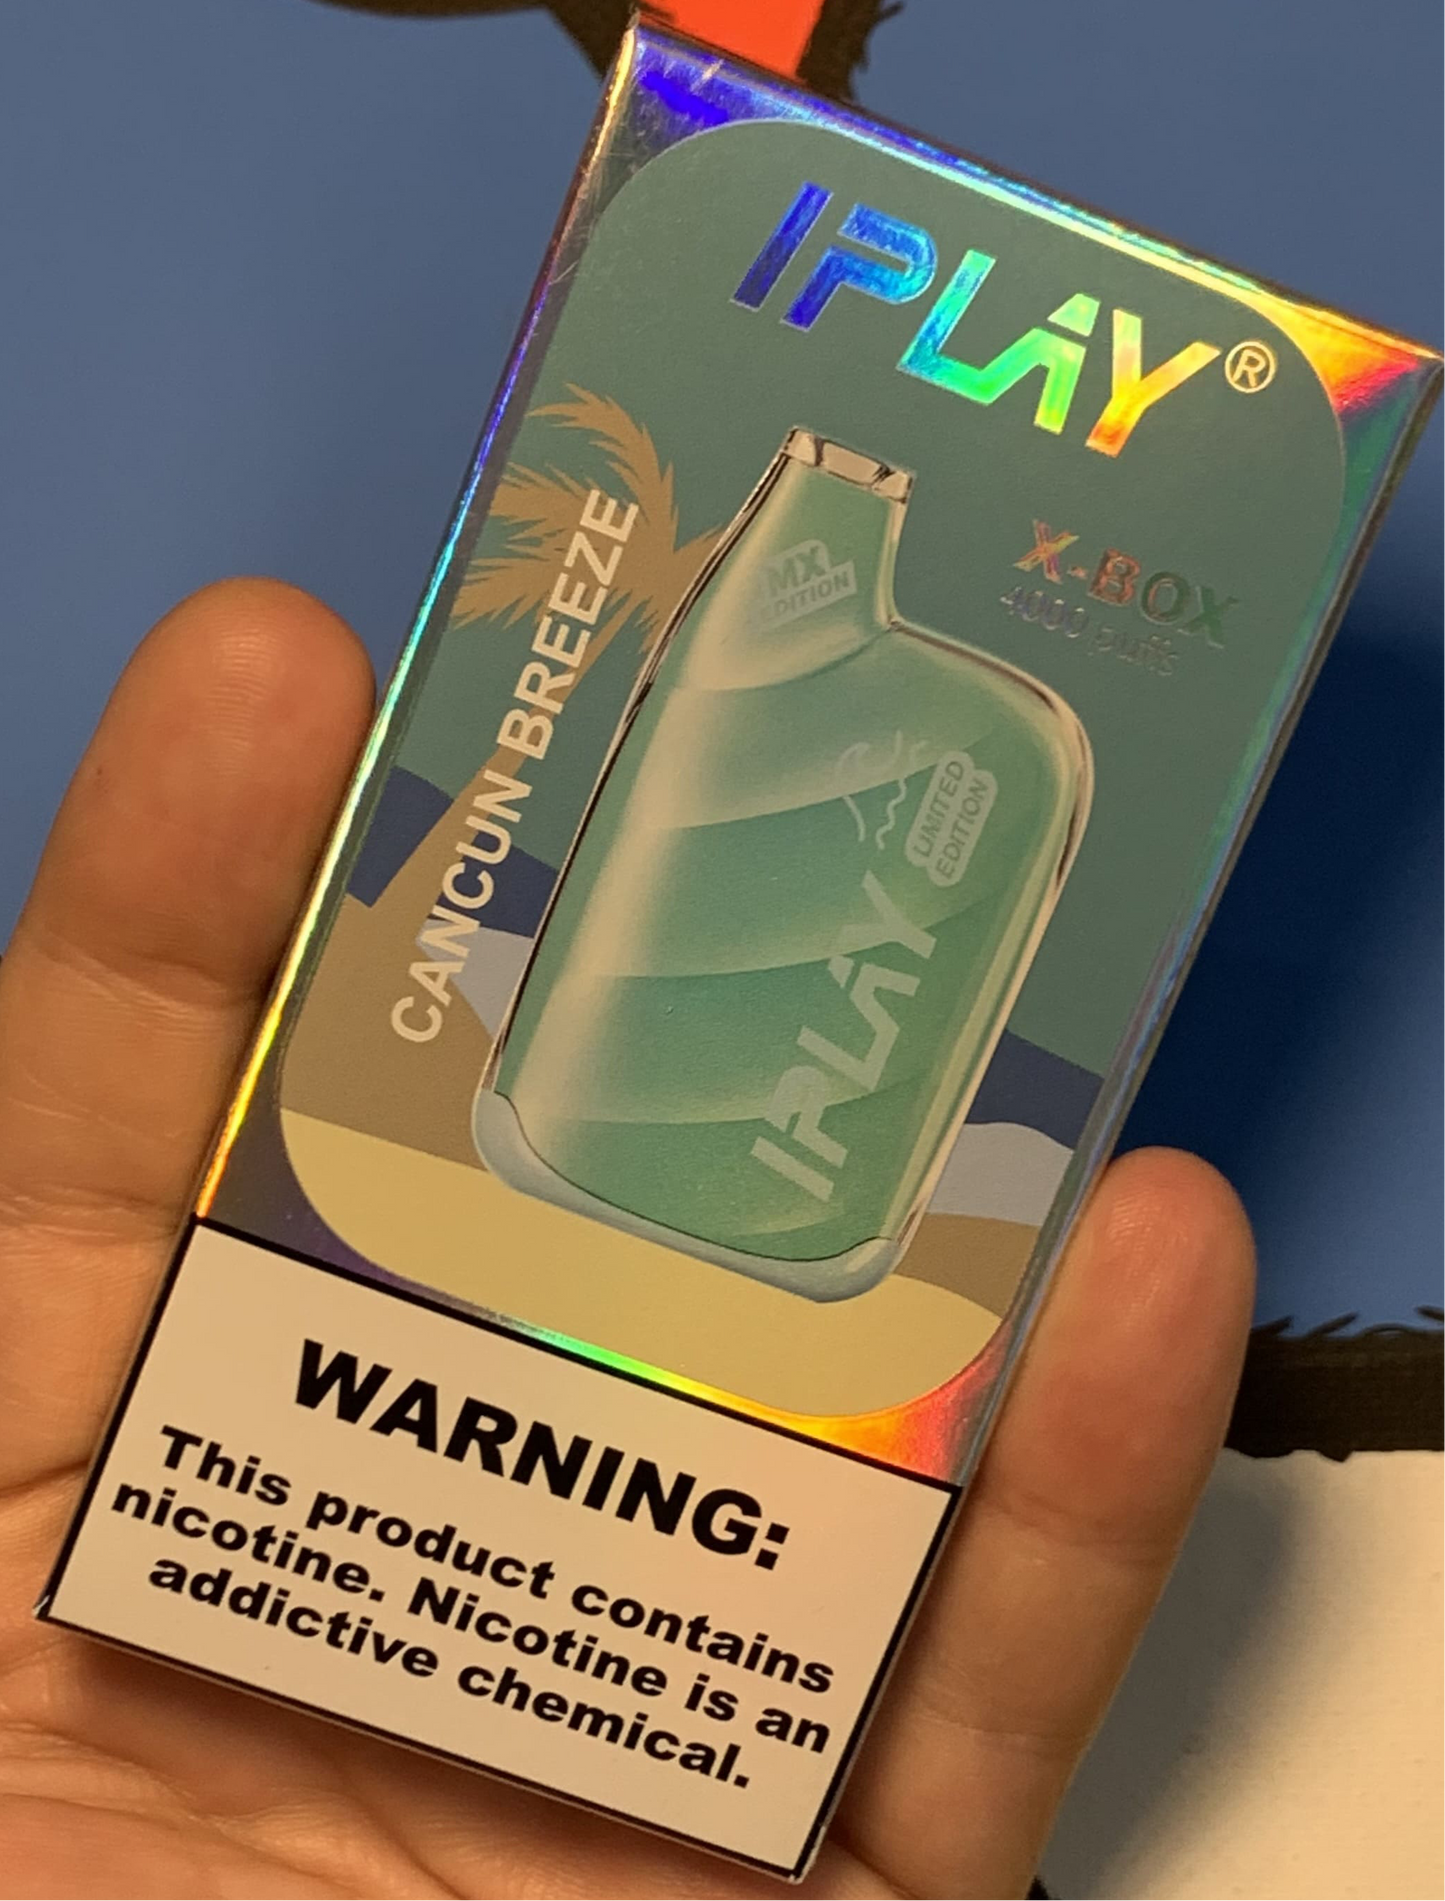 IPLAY®
X-BOX
4000 puffs
CANCUN BREEZE
MX
EDITION
LIMITED
EDITION
IPLAY
WARNING:
This product contains
nicotine. Nicotine is an
addictive chemical.